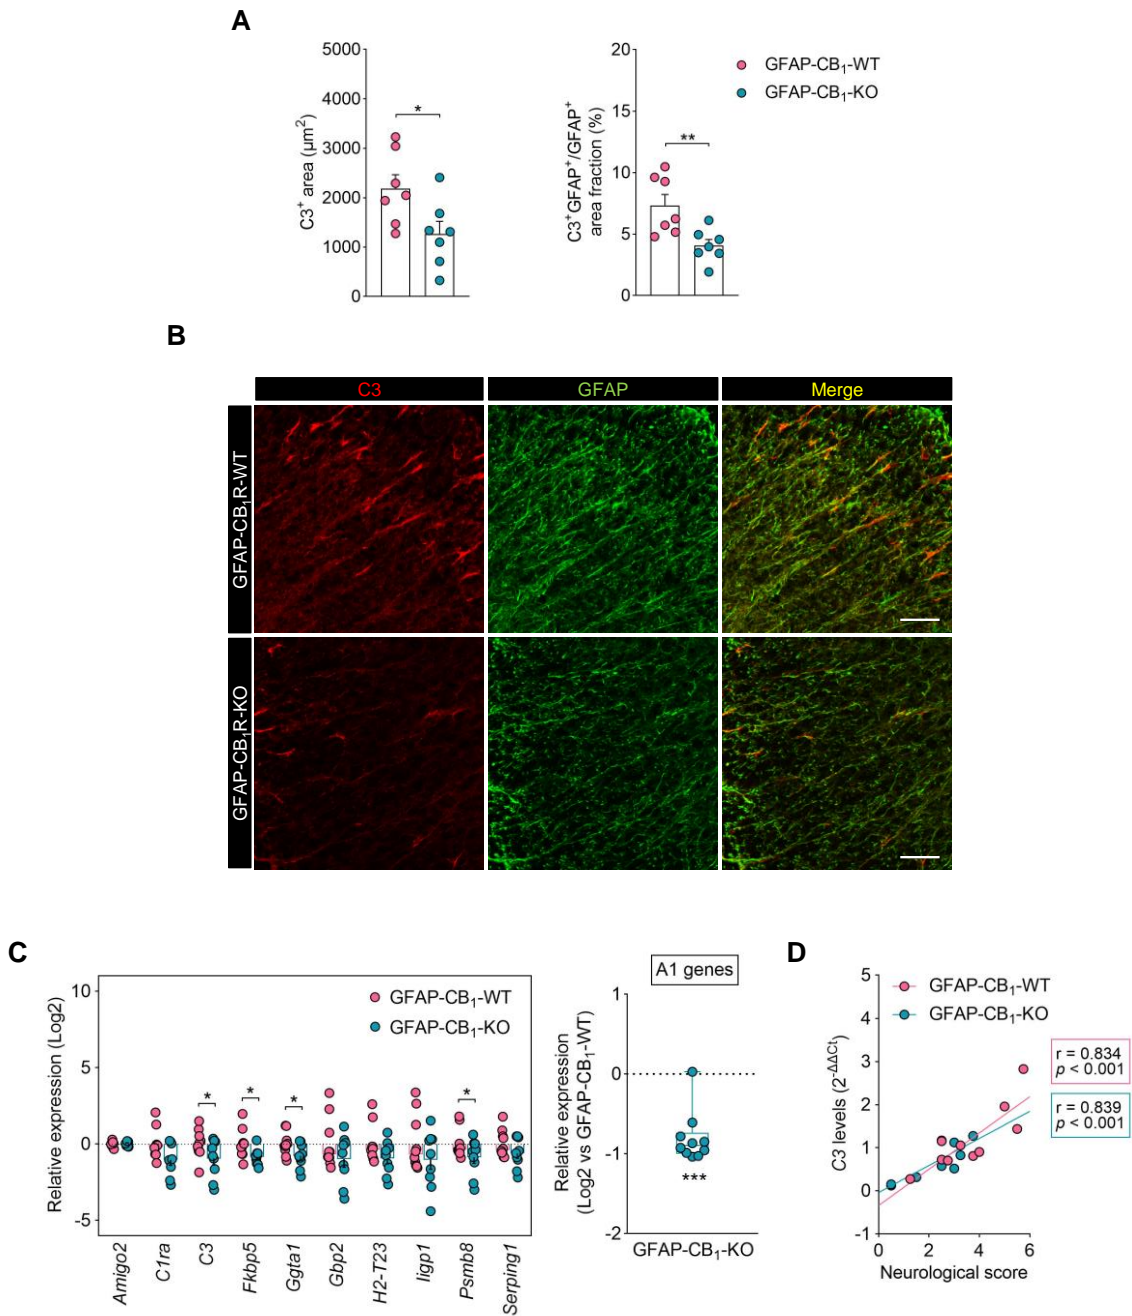 A
5000
4000
3000
2000
1000
0
C3⁺ area (µm²)
*
20
15
10
5
0
C3⁺GFAP⁺/GFAP⁺
area fraction (%)
**
GFAP-CB₁-WT
GFAP-CB₁-KO
B
C3
GFAP
Merge
GFAP-CB₁R-WT
GFAP-CB₁R-KO
C
10
5
0
-5
Relative expression (Log2)
GFAP-CB₁-WT
GFAP-CB₁-KO
*
*
*
*
Amigo2
C1ra
C3
Fkbp5
Ggta1
Gbp2
H2-T23
Iigp1
Psmb8
Serping1
A1 genes
1
0
-1
-2
Relative expression
(Log2 vs GFAP-CB₁-WT)
***
GFAP-CB₁-KO
D
5
4
3
2
1
0
-1
C3 levels (2^-ΔΔCt)
GFAP-CB₁-WT
GFAP-CB₁-KO
r = 0.834
p < 0.001
r = 0.839
p < 0.001
0
2
4
6
Neurological score